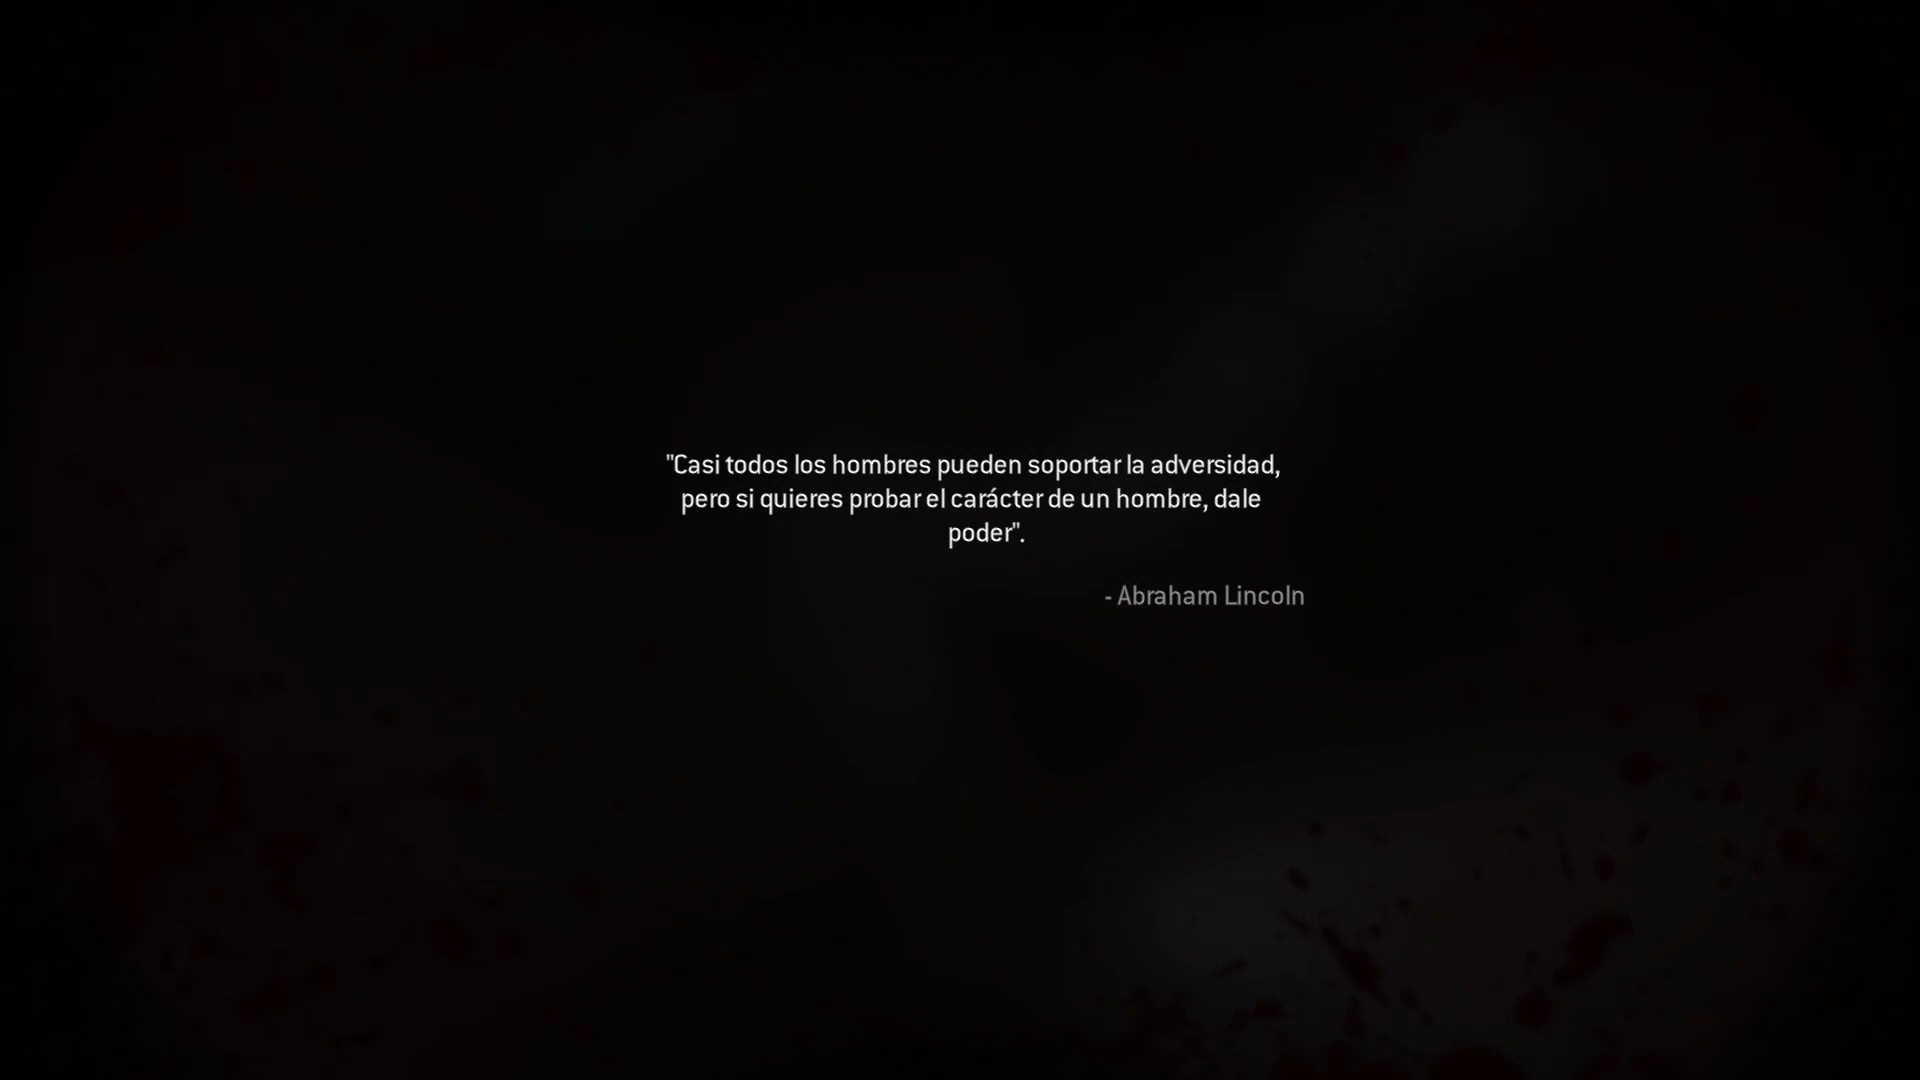 "Casi todos los hombres pueden soportar la adversidad,
pero si quieres probar el carácter de un hombre, dale
poder".
- Abraham Lincoln